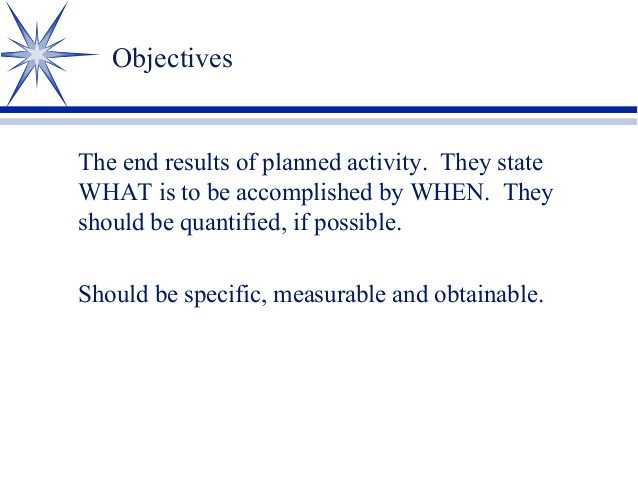 Objectives
The end results of planned activity.  They state
WHAT is to be accomplished by WHEN.  They
should be quantified, if possible.
Should be specific, measurable and obtainable.